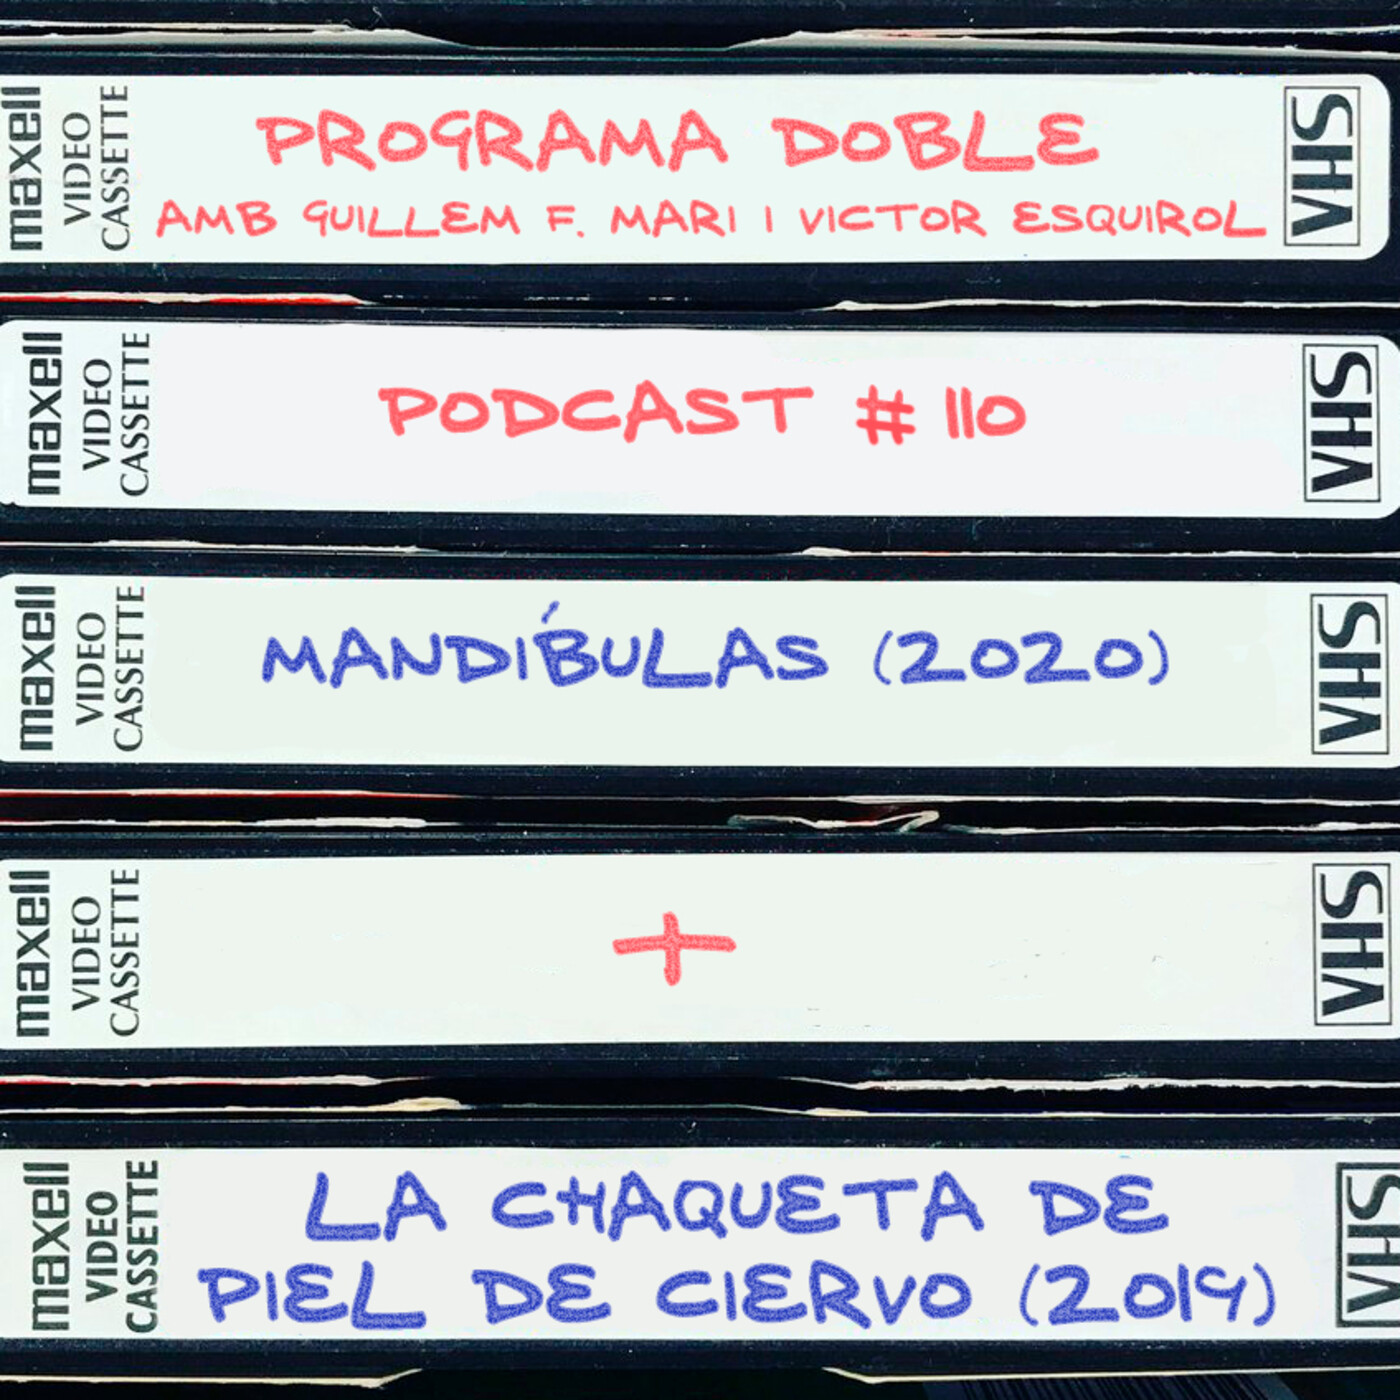 maxell
VIDEO
CASSETTE
PROGRAMA DOBLE
AMB GUILLEM F. MARI I VICTOR ESQUIROL
VHS
maxell
VIDEO
CASSETTE
PODCAST # 110
VHS
maxell
VIDEO
CASSETTE
MANDÍBULAS (2020)
VHS
maxell
VIDEO
CASSETTE
+
VHS
maxell
VIDEO
CASSETTE
LA CHAQUETA DE
PIEL DE CIERVO (2019)
VHS